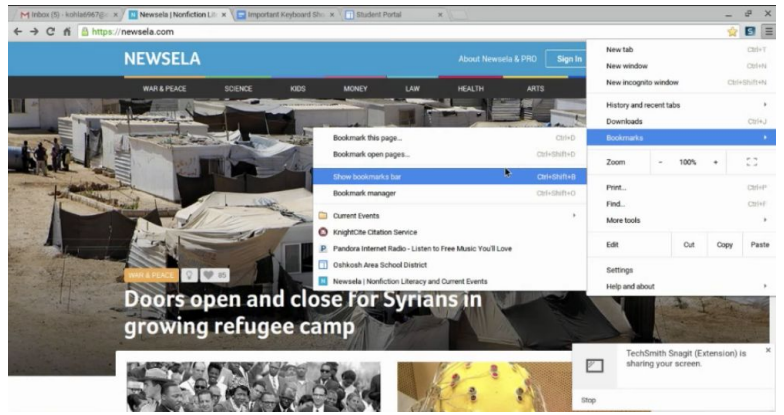 Inbox (5) - kohla6967@
Newsela | Nonfiction Lite
Important Keyboard Sho
Student Portal
https://newsela.com
NEWSELA
About Newsela & PRO
Sign In
WAR & PEACE
SCIENCE
KIDS
MONEY
LAW
HEALTH
ARTS
New tab Ctrl+T
New window Ctrl+N
New incognito window Ctrl+Shift+N
History and recent tabs
Downloads Ctrl+J
Bookmarks
Zoom - 100% +
Print... Ctrl+P
Find... Ctrl+F
More tools
Edit Cut Copy Paste
Settings
Help and about
Bookmark this page... Ctrl+D
Bookmark open pages... Ctrl+Shift+D
Show bookmarks bar Ctrl+Shift+B
Bookmark manager Ctrl+Shift+O
Current Events
KnightCite Citation Service
Pandora Internet Radio - Listen to Free Music You'll Love
Oshkosh Area School District
Newsela | Nonfiction Literacy and Current Events
WAR & PEACE
85
Doors open and close for Syrians in
growing refugee camp
TechSmith Snagit (Extension) is
sharing your screen.
Stop